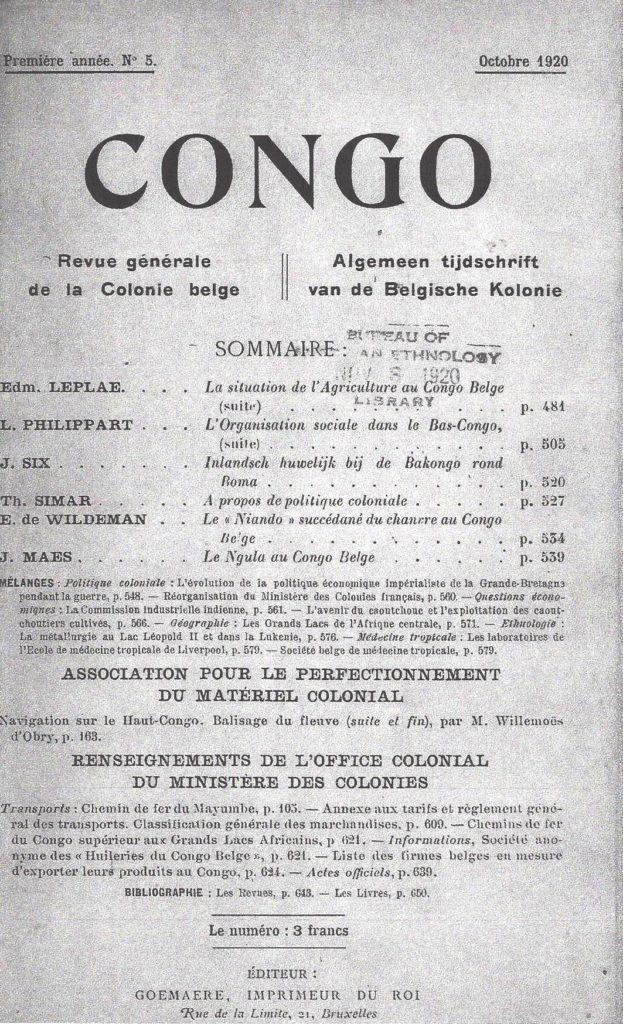 Première année. N° 5.
Octobre 1920
CONGO
Revue générale
de la Colonie belge
Algemeen tijdschrift
van de Belgische Kolonie
SOMMAIRE :
BUREAU OF
AN ETHNOLOGY
1920
LIBRARY
Edm. LEPLAE. . . . La situation de l'Agriculture au Congo Belge
(suite) . . . . . . . . . . p. 481
L. PHILIPPART . . . L'Organisation sociale dans le Bas-Congo,
(suite) . . . . . . . . . . p. 505
J. SIX . . . . . . . Inlandsch huwelijk bij de Bakongo rond
Boma . . . . . . . . . . p. 520
Th. SIMAR . . . . . A propos de politique coloniale . . . . . p. 527
E. de WILDEMAN . . Le « Niando » succédané du chanvre au Congo
Belge . . . . . . . . . . p. 534
J. MAES . . . . . . Le Ngula au Congo Belge . . . . . p. 539
MÉLANGES : Politique coloniale : L'évolution de la politique économique impérialiste de la Grande-Bretagne
pendant la guerre, p. 548. — Réorganisation du Ministère des Colonies français, p. 560. — Questions écono-
miques : La Commission industrielle indienne, p. 561. — L'avenir du caoutchouc et l'exploitation des caout-
choutiers cultivés, p. 566. — Géographie : Les Grands Lacs de l'Afrique centrale, p. 571. — Ethnologie :
La métallurgie au Lac Léopold II et dans la Lukenie, p. 576. — Médecine tropicale : Les laboratoires de
l'Ecole de médecine tropicale de Liverpool, p. 579. — Société belge de médecine tropicale, p. 579.
ASSOCIATION POUR LE PERFECTIONNEMENT
DU MATÉRIEL COLONIAL
Navigation sur le Haut-Congo. Balisage du fleuve (suite et fin), par M. Willemoës
d'Obry, p. 163.
RENSEIGNEMENTS DE L'OFFICE COLONIAL
DU MINISTÈRE DES COLONIES
Transports : Chemin de fer du Mayumbe, p. 105. — Annexe aux tarifs et règlement géné-
ral des transports. Classification générale des marchandises, p. 609. — Chemins de fer
du Congo supérieur aux Grands Lacs Africains, p 621. — Informations, Société ano-
nyme des « Huileries du Congo Belge », p. 621. — Liste des firmes belges en mesure
d'exporter leurs produits au Congo, p. 624. — Actes officiels, p. 639.
BIBLIOGRAPHIE : Les Revues, p. 643. — Les Livres, p. 650.
Le numéro : 3 francs
ÉDITEUR :
GOEMAERE, IMPRIMEUR DU ROI
Rue de la Limite, 21, Bruxelles